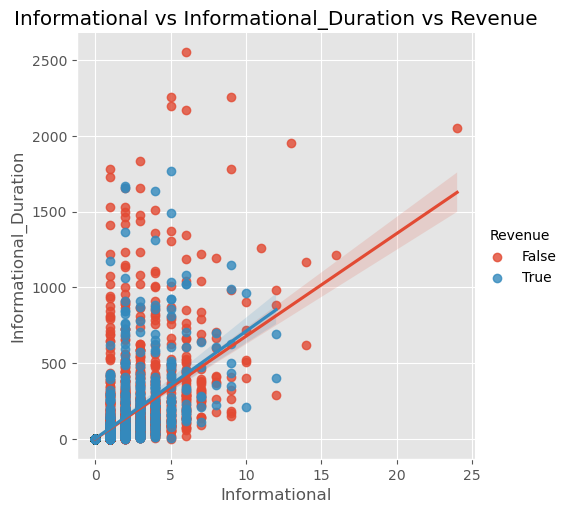 Informational vs Informational_Duration vs Revenue
2500
2000
1500
1000
500
0
Informational_Duration
0 5 10 15 20 25
Informational
Revenue
False
True